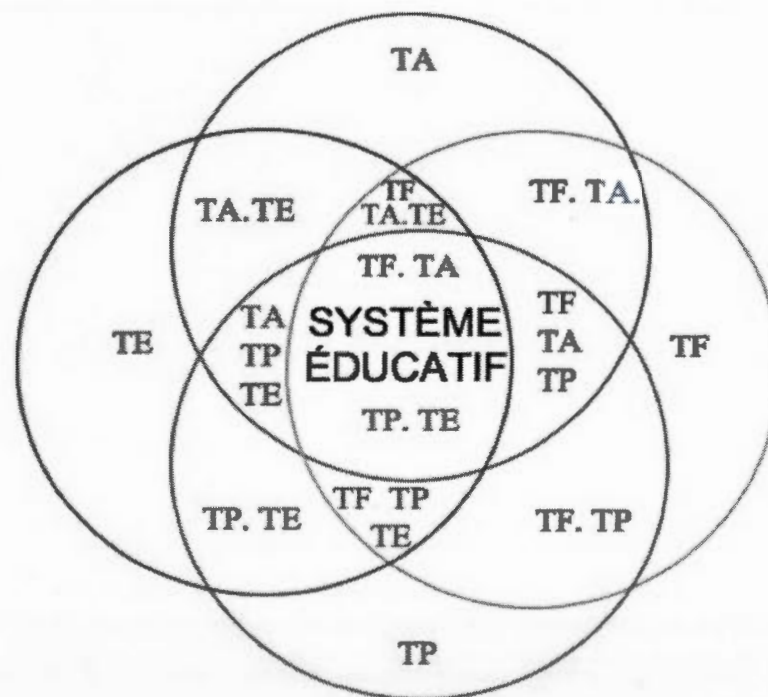 TA
TA.TE
TF
TA.TE
TF. TA.
TF. TA
TE
TA
TP
TE
SYSTÈME
ÉDUCATIF
TF
TA
TP
TF
TP. TE
TP. TE
TF TP
TE
TF. TP
TP